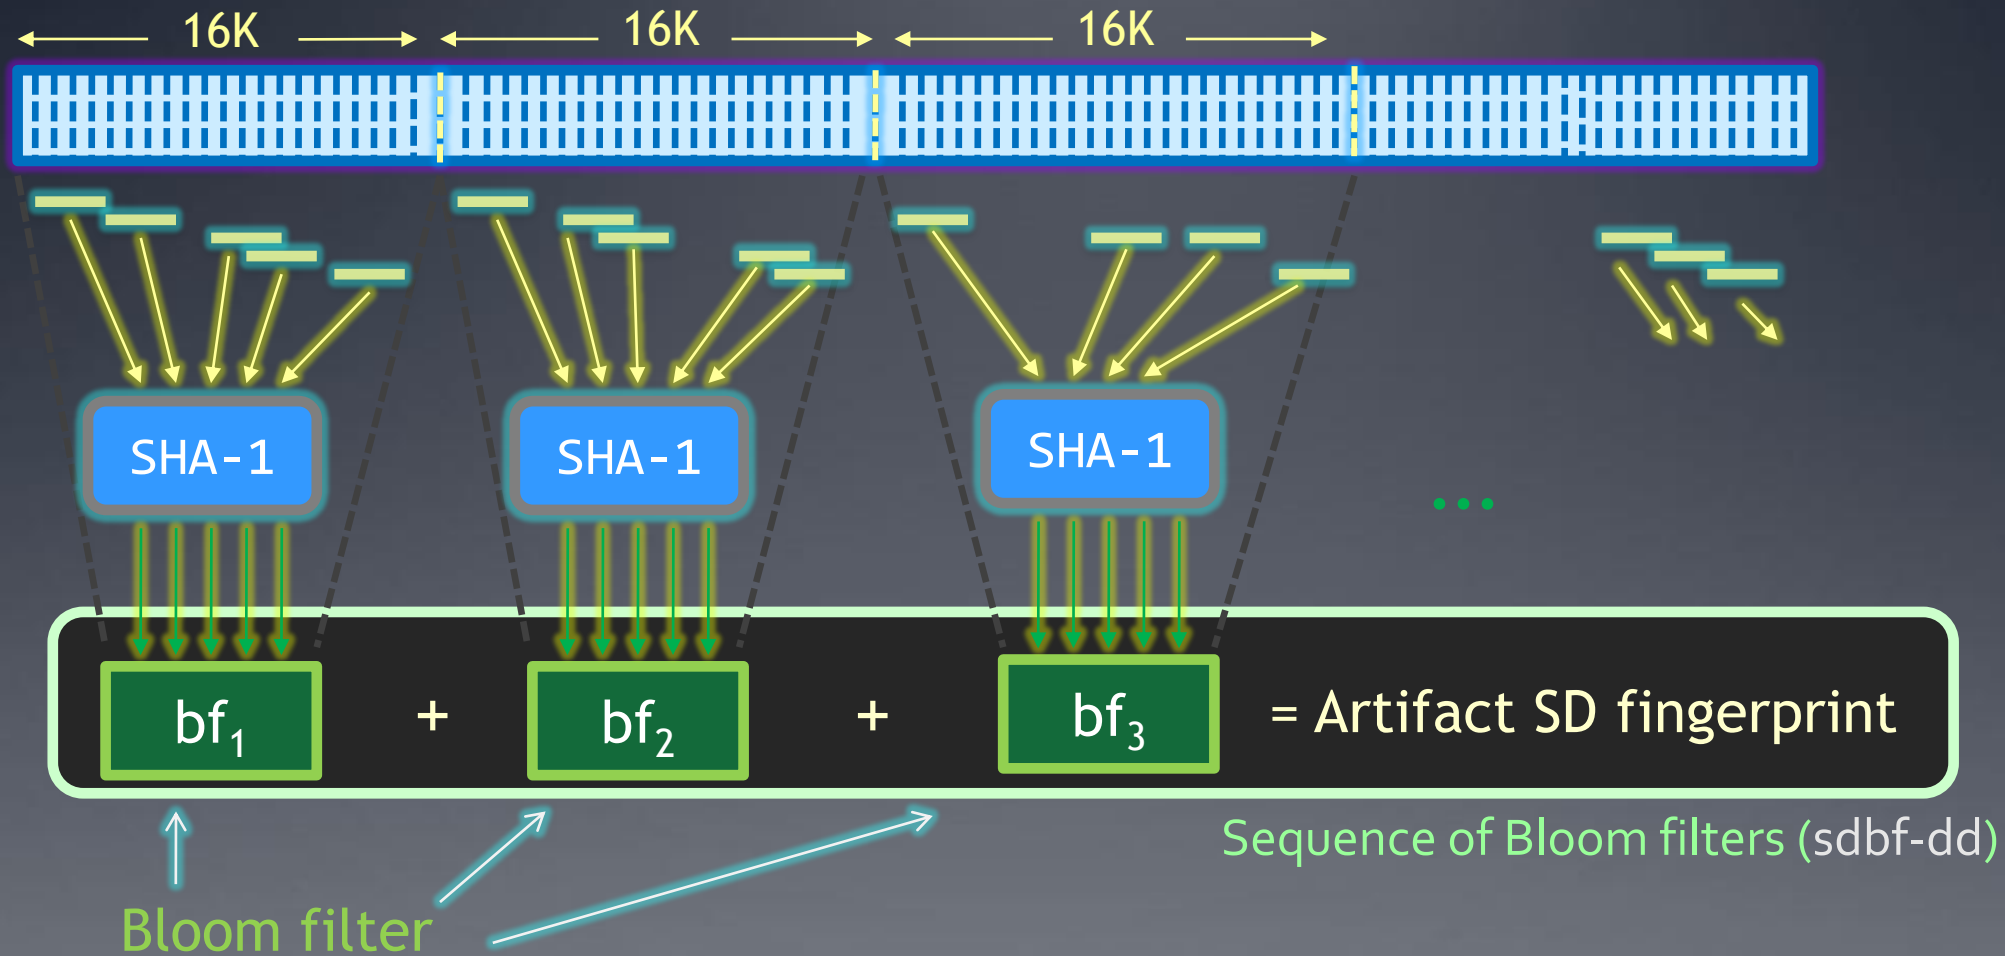 16K 16K 16K
SHA-1 SHA-1 SHA-1
...
bf1 + bf2 + bf3 = Artifact SD fingerprint
Sequence of Bloom filters (sdbf-dd)
Bloom filter